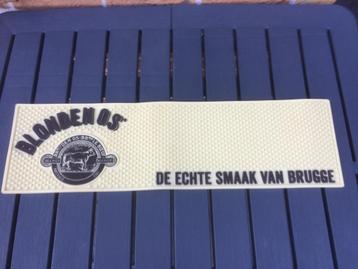 BLONDEN OS
DE ECHTE SMAAK VAN BRUGGE